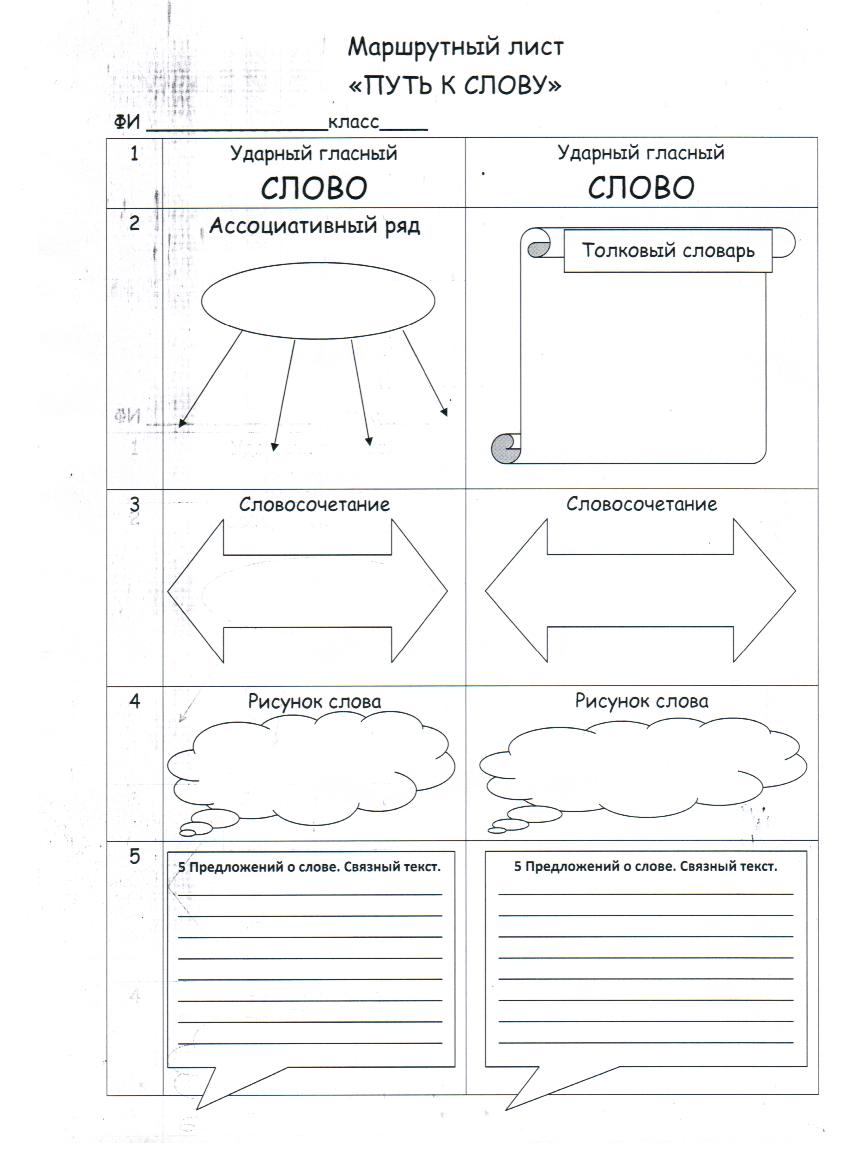 Маршрутный лист
«ПУТЬ К СЛОВУ»
ФИ __________________класс_____
1
Ударный гласный
СЛОВО
Ударный гласный
СЛОВО
2
Ассоциативный ряд
Толковый словарь
3
Словосочетание
Словосочетание
4
Рисунок слова
Рисунок слова
5
5 Предложений о слове. Связный текст.
5 Предложений о слове. Связный текст.